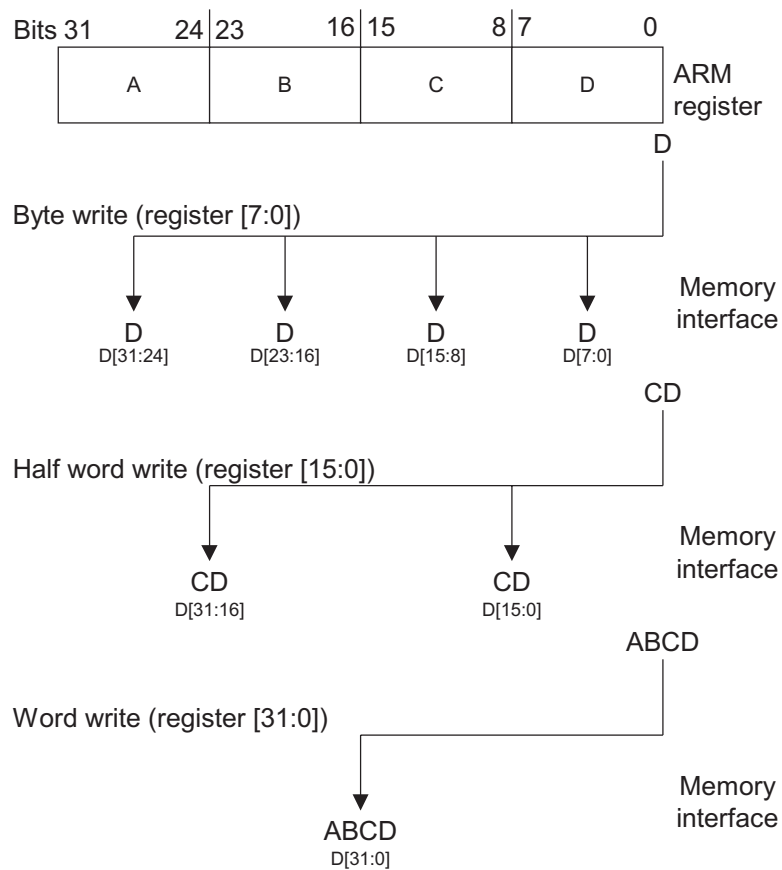 Bits 31 24 23 16 15 8 7 0
A B C D
ARM
register
D
Byte write (register [7:0])
Memory
interface
D D D D
D[31:24] D[23:16] D[15:8] D[7:0]
CD
Half word write (register [15:0])
Memory
interface
CD CD
D[31:16] D[15:0]
ABCD
Word write (register [31:0])
Memory
interface
ABCD
D[31:0]